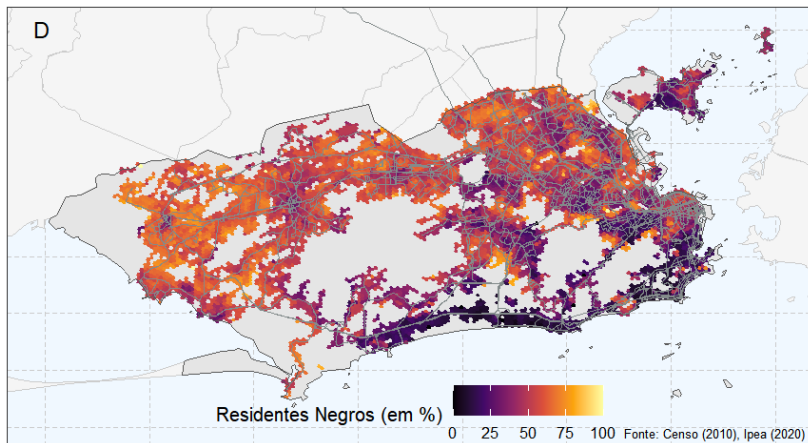 D
Residentes Negros (em %)
0 25 50 75 100
Fonte: Censo (2010), Ipea (2020)